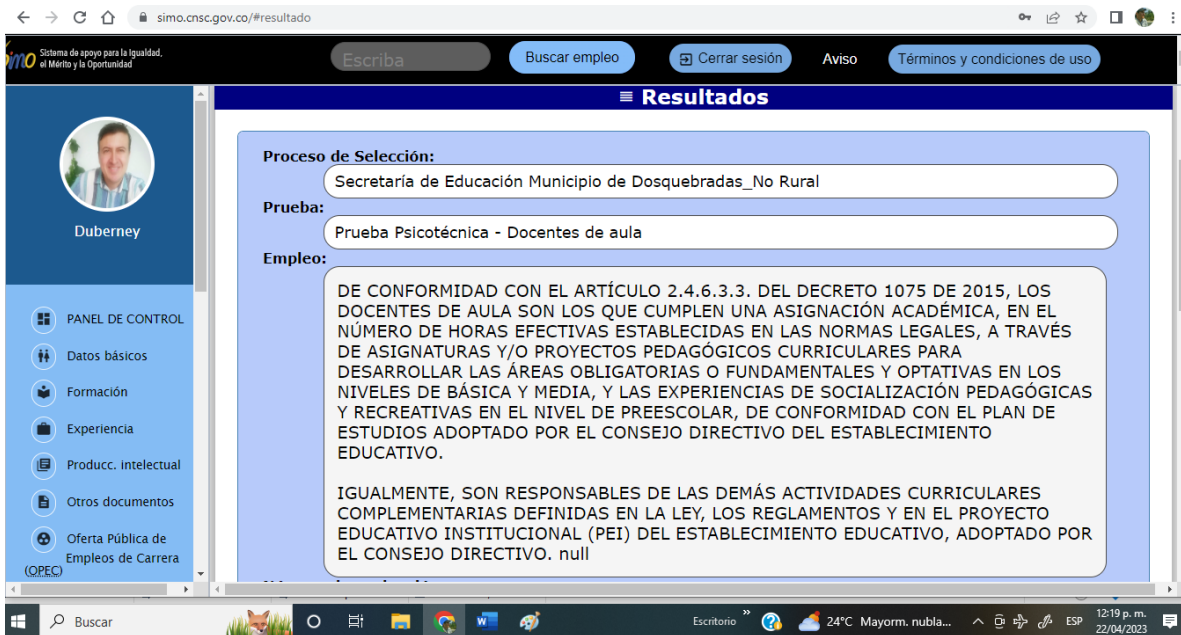 simo.cnsc.gov.co/#resultado
simo
Sistema de apoyo para la Igualdad,
el Mérito y la Oportunidad
Escriba
Buscar empleo
Cerrar sesión
Aviso
Términos y condiciones de uso
Resultados
Duberney
PANEL DE CONTROL
Datos básicos
Formación
Experiencia
Producc. intelectual
Otros documentos
Oferta Pública de
Empleos de Carrera
(OPEC)
Proceso de Selección:
Secretaría de Educación Municipio de Dosquebradas_No Rural
Prueba:
Prueba Psicotécnica - Docentes de aula
Empleo:
DE CONFORMIDAD CON EL ARTÍCULO 2.4.6.3.3. DEL DECRETO 1075 DE 2015, LOS
DOCENTES DE AULA SON LOS QUE CUMPLEN UNA ASIGNACIÓN ACADÉMICA, EN EL
NÚMERO DE HORAS EFECTIVAS ESTABLECIDAS EN LAS NORMAS LEGALES, A TRAVÉS
DE ASIGNATURAS Y/O PROYECTOS PEDAGÓGICOS CURRICULARES PARA
DESARROLLAR LAS ÁREAS OBLIGATORIAS O FUNDAMENTALES Y OPTATIVAS EN LOS
NIVELES DE BÁSICA Y MEDIA, Y LAS EXPERIENCIAS DE SOCIALIZACIÓN PEDAGÓGICAS
Y RECREATIVAS EN EL NIVEL DE PREESCOLAR, DE CONFORMIDAD CON EL PLAN DE
ESTUDIOS ADOPTADO POR EL CONSEJO DIRECTIVO DEL ESTABLECIMIENTO
EDUCATIVO.
IGUALMENTE, SON RESPONSABLES DE LAS DEMÁS ACTIVIDADES CURRICULARES
COMPLEMENTARIAS DEFINIDAS EN LA LEY, LOS REGLAMENTOS Y EN EL PROYECTO
EDUCATIVO INSTITUCIONAL (PEI) DEL ESTABLECIMIENTO EDUCATIVO, ADOPTADO POR
EL CONSEJO DIRECTIVO. null
Buscar
Escritorio
24°C Mayorm. nubla...
ESP
12:19 p. m.
22/04/2023